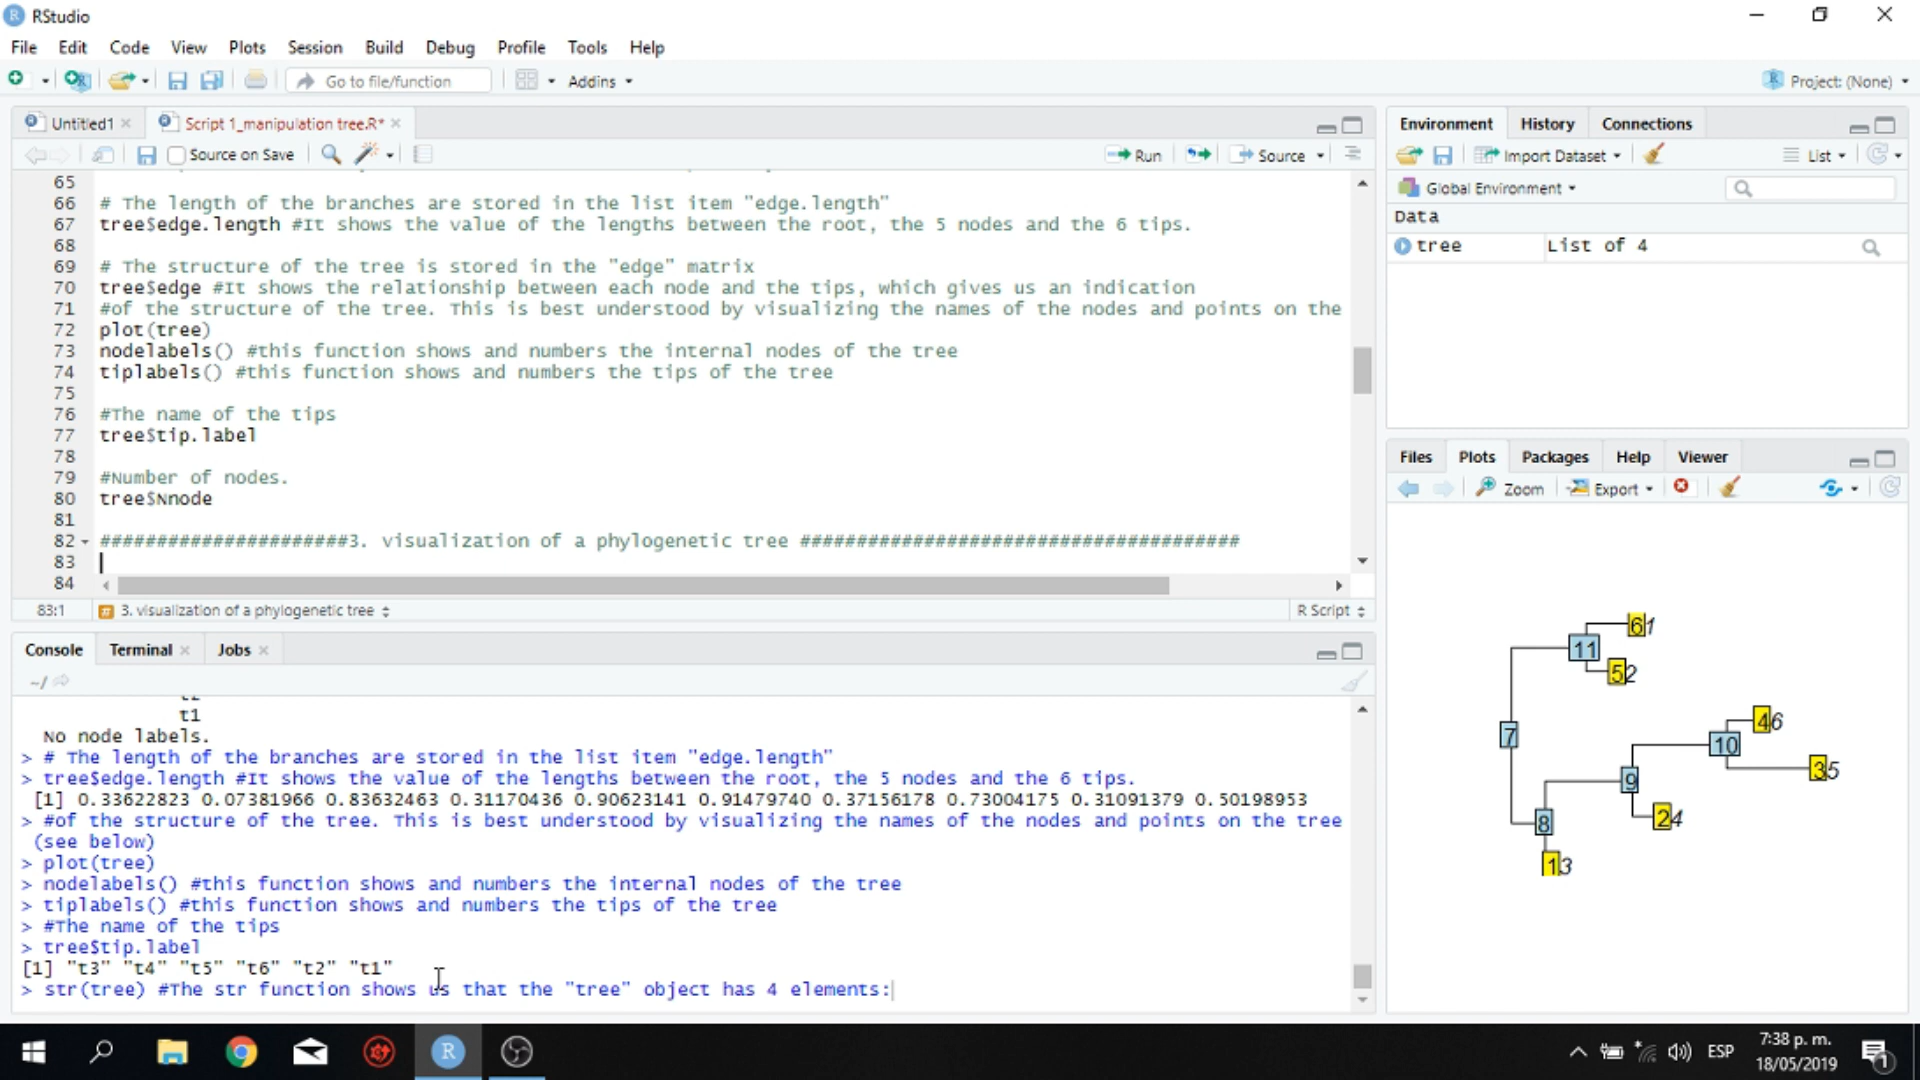 RStudio
File Edit Code View Plots Session Build Debug Profile Tools Help
Go to file/function Addins Project: (None)
Untitled1 Script 1_manipulation tree.R*
Source on Save Run Source
65
66 # The length of the branches are stored in the list item "edge.length"
67 tree$edge.length #It shows the value of the lengths between the root, the 5 nodes and the 6 tips.
68
69 # The structure of the tree is stored in the "edge" matrix
70 tree$edge #It shows the relationship between each node and the tips, which gives us an indication
71 #of the structure of the tree. This is best understood by visualizing the names of the nodes and points on the
72 plot(tree)
73 nodelabels() #this function shows and numbers the internal nodes of the tree
74 tiplabels() #this function shows and numbers the tips of the tree
75
76 #The name of the tips
77 tree$tip.label
78
79 #Number of nodes.
80 tree$Nnode
81
82 ######################3. visualization of a phylogenetic tree #######################################
83
84
83:1 3. visualization of a phylogenetic tree R Script
Console Terminal Jobs
~/
t2
t1
No node labels.
> # The length of the branches are stored in the list item "edge.length"
> tree$edge.length #It shows the value of the lengths between the root, the 5 nodes and the 6 tips.
[1] 0.33622823 0.07381966 0.83632463 0.31170436 0.90623141 0.91479740 0.37156178 0.73004175 0.31091379 0.50198953
> #of the structure of the tree. This is best understood by visualizing the names of the nodes and points on the tree
(see below)
> plot(tree)
> nodelabels() #this function shows and numbers the internal nodes of the tree
> tiplabels() #this function shows and numbers the tips of the tree
> #The name of the tips
> tree$tip.label
[1] "t3" "t4" "t5" "t6" "t2" "t1"
> str(tree) #The str function shows us that the "tree" object has 4 elements:
Environment History Connections
Import Dataset List
Global Environment
Data
tree List of 4
Files Plots Packages Help Viewer
Zoom Export
61
11
52
46
7
10
35
9
24
8
13
ESP
7:38 p. m.
18/05/2019
1